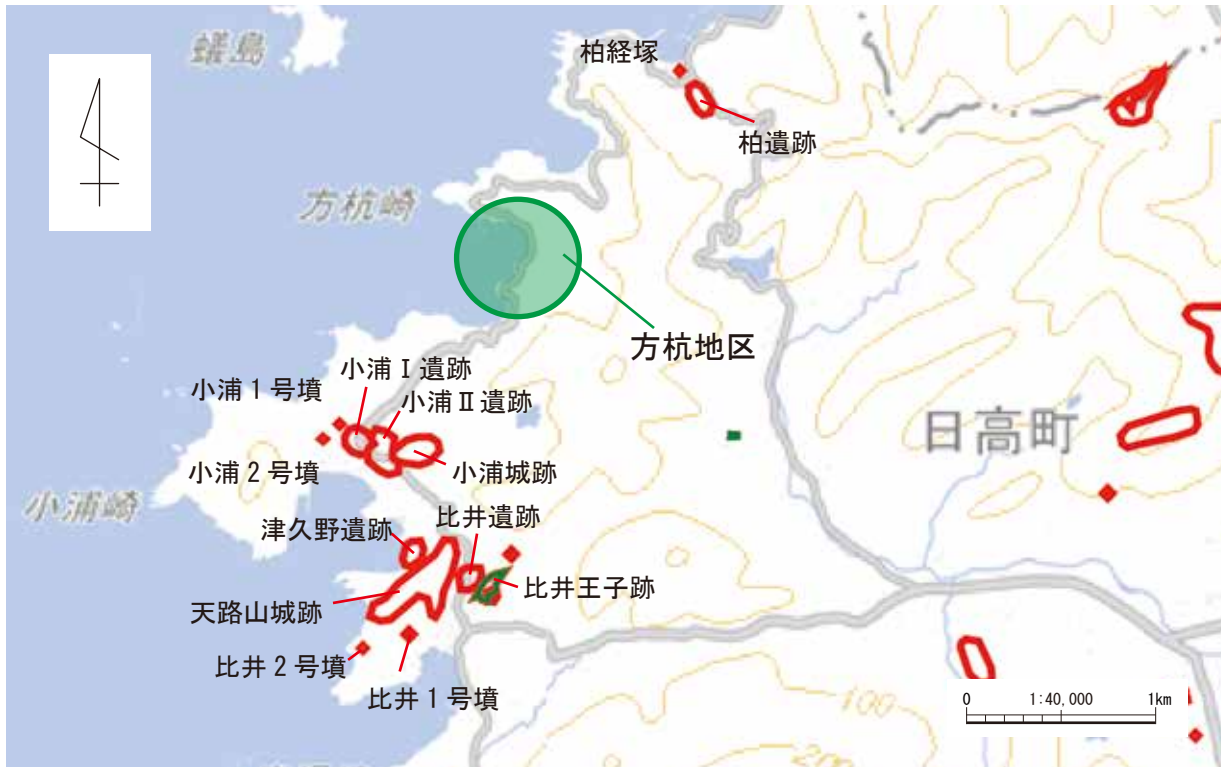 蟻島
柏経塚
柏遺跡
方杭崎
方杭地区
小浦Ⅰ遺跡
小浦1号墳
小浦Ⅱ遺跡
日高町
小浦2号墳
小浦城跡
小浦崎
比井遺跡
津久野遺跡
比井王子跡
天路山城跡
比井2号墳
比井1号墳
100
0 1:40,000 1km